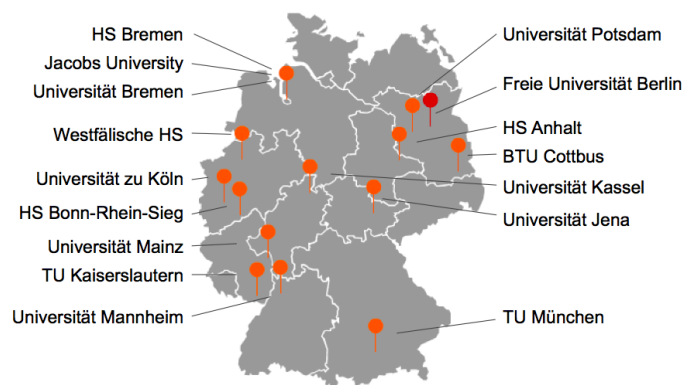 HS Bremen
Jacobs University
Universität Bremen
Westfälische HS
Universität zu Köln
HS Bonn-Rhein-Sieg
Universität Mainz
TU Kaiserslautern
Universität Mannheim
Universität Potsdam
Freie Universität Berlin
HS Anhalt
BTU Cottbus
Universität Kassel
Universität Jena
TU München